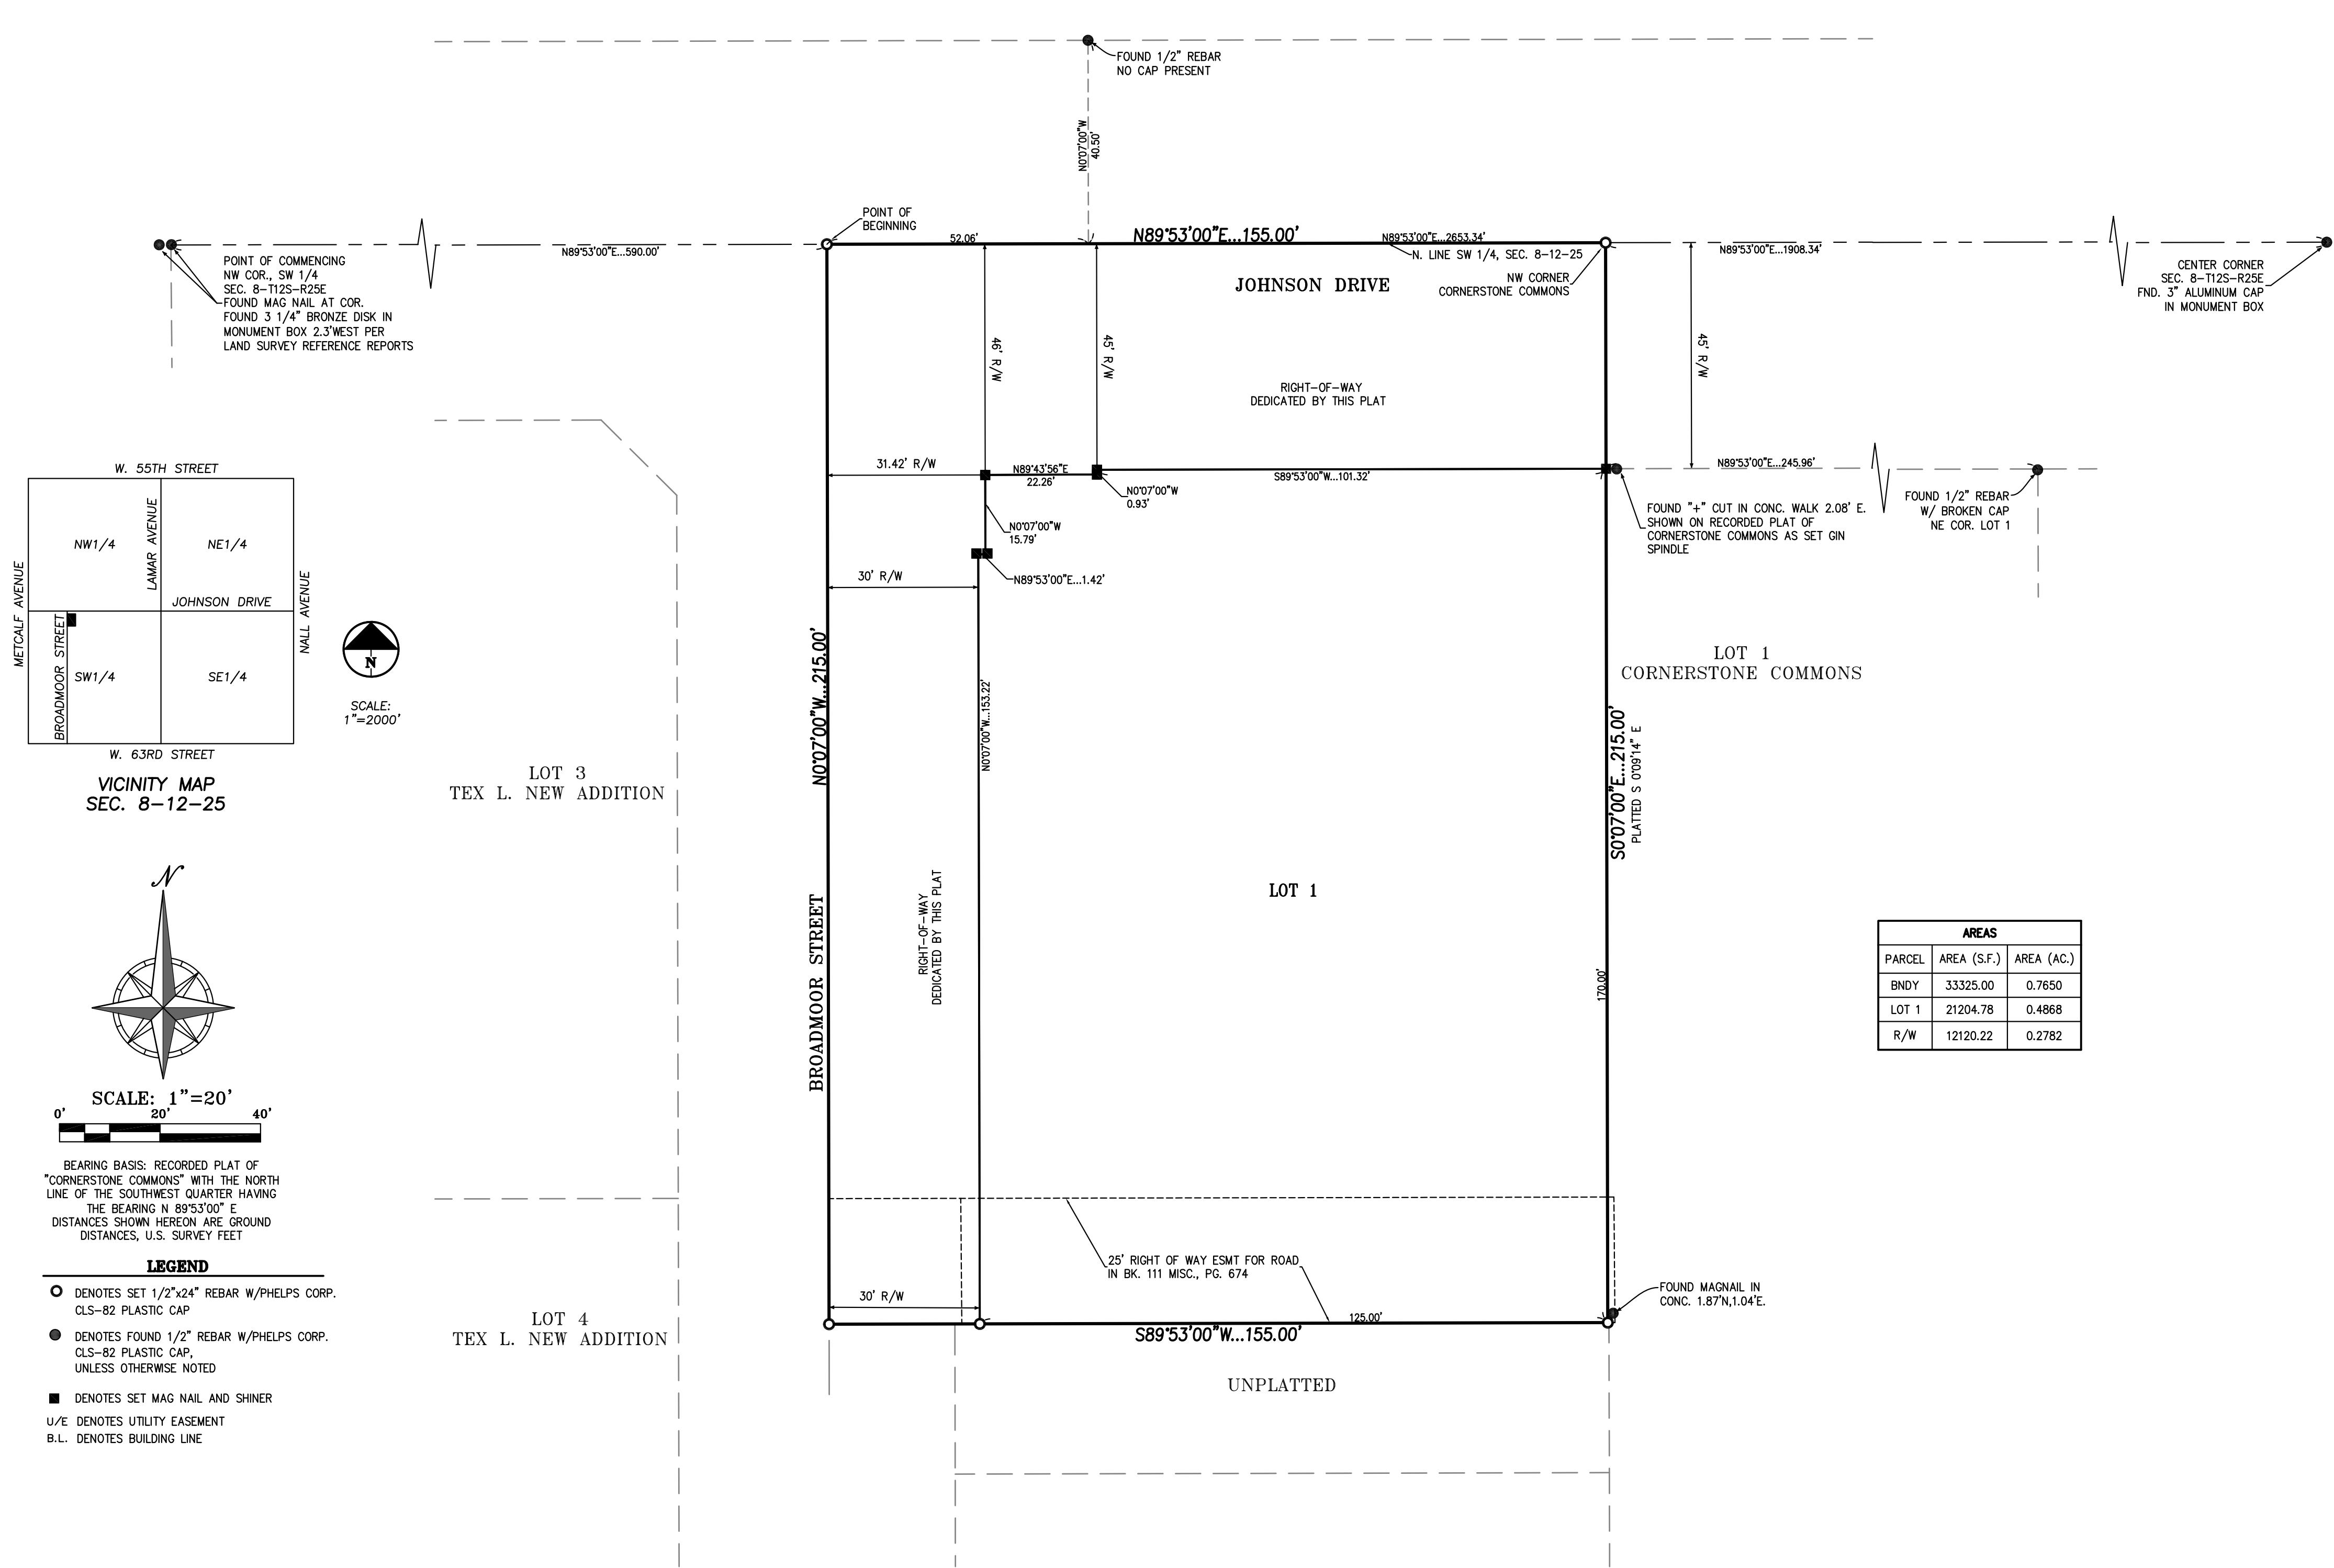 FOUND 1/2" REBAR
NO CAP PRESENT
N0°07'00"W
40.50'
POINT OF
BEGINNING
52.06'
N89°53'00"E...155.00'
N89°53'00"E...2653.34'
N89°53'00"E...590.00'
N. LINE SW 1/4, SEC. 8-12-25
N89°53'00"E...1908.34'
POINT OF COMMENCING
NW COR., SW 1/4
SEC. 8-T12S-R25E
FOUND MAG NAIL AT COR.
FOUND 3 1/4" BRONZE DISK IN
MONUMENT BOX 2.3'WEST PER
LAND SURVEY REFERENCE REPORTS
JOHNSON DRIVE
NW CORNER
CORNERSTONE COMMONS
CENTER CORNER
SEC. 8-T12S-R25E
FND. 3" ALUMINUM CAP
IN MONUMENT BOX
46' R/W
45' R/W
45' R/W
RIGHT-OF-WAY
DEDICATED BY THIS PLAT
31.42' R/W
N89°43'56"E
22.26'
S89°53'00"W...101.32'
N89°53'00"E...245.96'
N0°07'00"W
0.93'
FOUND "+" CUT IN CONC. WALK 2.08' E.
SHOWN ON RECORDED PLAT OF
CORNERSTONE COMMONS AS SET GIN
SPINDLE
FOUND 1/2" REBAR
W/ BROKEN CAP
NE COR. LOT 1
N0°07'00"W
15.79'
30' R/W
N89°53'00"E...1.42'
W. 55TH STREET
METCALF AVENUE
LAMAR AVENUE
NALL AVENUE
NW1/4
NE1/4
JOHNSON DRIVE
BROADMOOR STREET
SW1/4
SE1/4
W. 63RD STREET
VICINITY MAP
SEC. 8-12-25
N
SCALE:
1"=2000'
N0°07'00"W...215.00'
N0°07'00"W...153.22'
LOT 1
CORNERSTONE COMMONS
S0°07'00"E...215.00'
PLATTED S 0°09'14" E
LOT 3
TEX L. NEW ADDITION
BROADMOOR STREET
RIGHT-OF-WAY
DEDICATED BY THIS PLAT
LOT 1
170.00'
AREAS
PARCEL AREA (S.F.) AREA (AC.)
BNDY 33325.00 0.7650
LOT 1 21204.78 0.4868
R/W 12120.22 0.2782
N
SCALE: 1"=20'
0' 20' 40'
BEARING BASIS: RECORDED PLAT OF
"CORNERSTONE COMMONS" WITH THE NORTH
LINE OF THE SOUTHWEST QUARTER HAVING
THE BEARING N 89°53'00" E
DISTANCES SHOWN HEREON ARE GROUND
DISTANCES, U.S. SURVEY FEET
LEGEND
DENOTES SET 1/2"x24" REBAR W/PHELPS CORP.
CLS-82 PLASTIC CAP
DENOTES FOUND 1/2" REBAR W/PHELPS CORP.
CLS-82 PLASTIC CAP,
UNLESS OTHERWISE NOTED
DENOTES SET MAG NAIL AND SHINER
U/E DENOTES UTILITY EASEMENT
B.L. DENOTES BUILDING LINE
25' RIGHT OF WAY ESMT FOR ROAD
IN BK. 111 MISC., PG. 674
30' R/W
125.00'
S89°53'00"W...155.00'
FOUND MAGNAIL IN
CONC. 1.87'N,1.04'E.
LOT 4
TEX L. NEW ADDITION
UNPLATTED